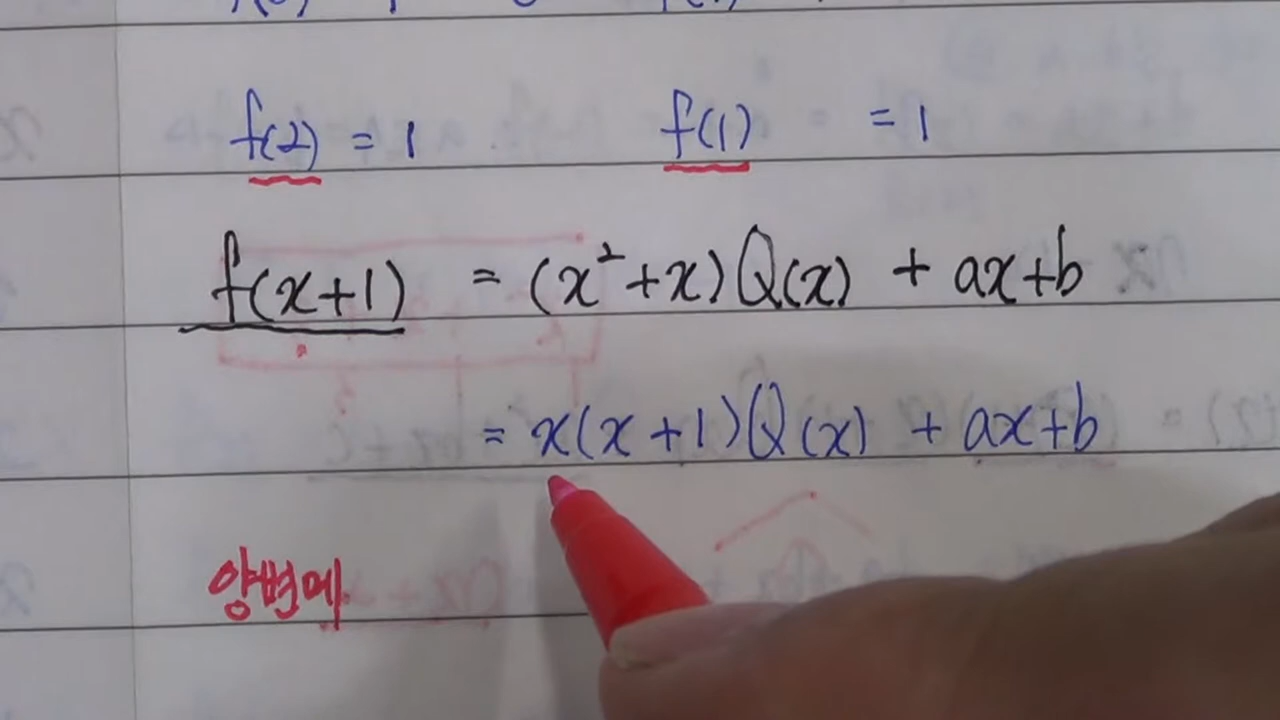 f(2) = 1 f(1) = 1
f(x+1) = (x²+x)Q(x) + ax+b
= x(x+1)Q(x) + ax+b
양변에